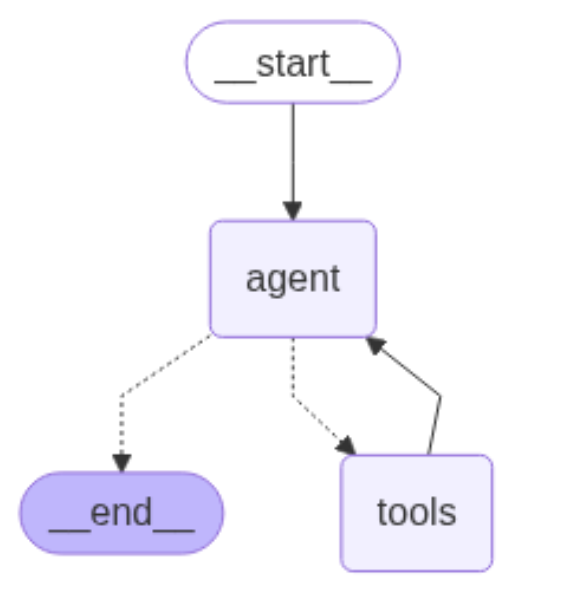 __start__
agent
__end__
tools